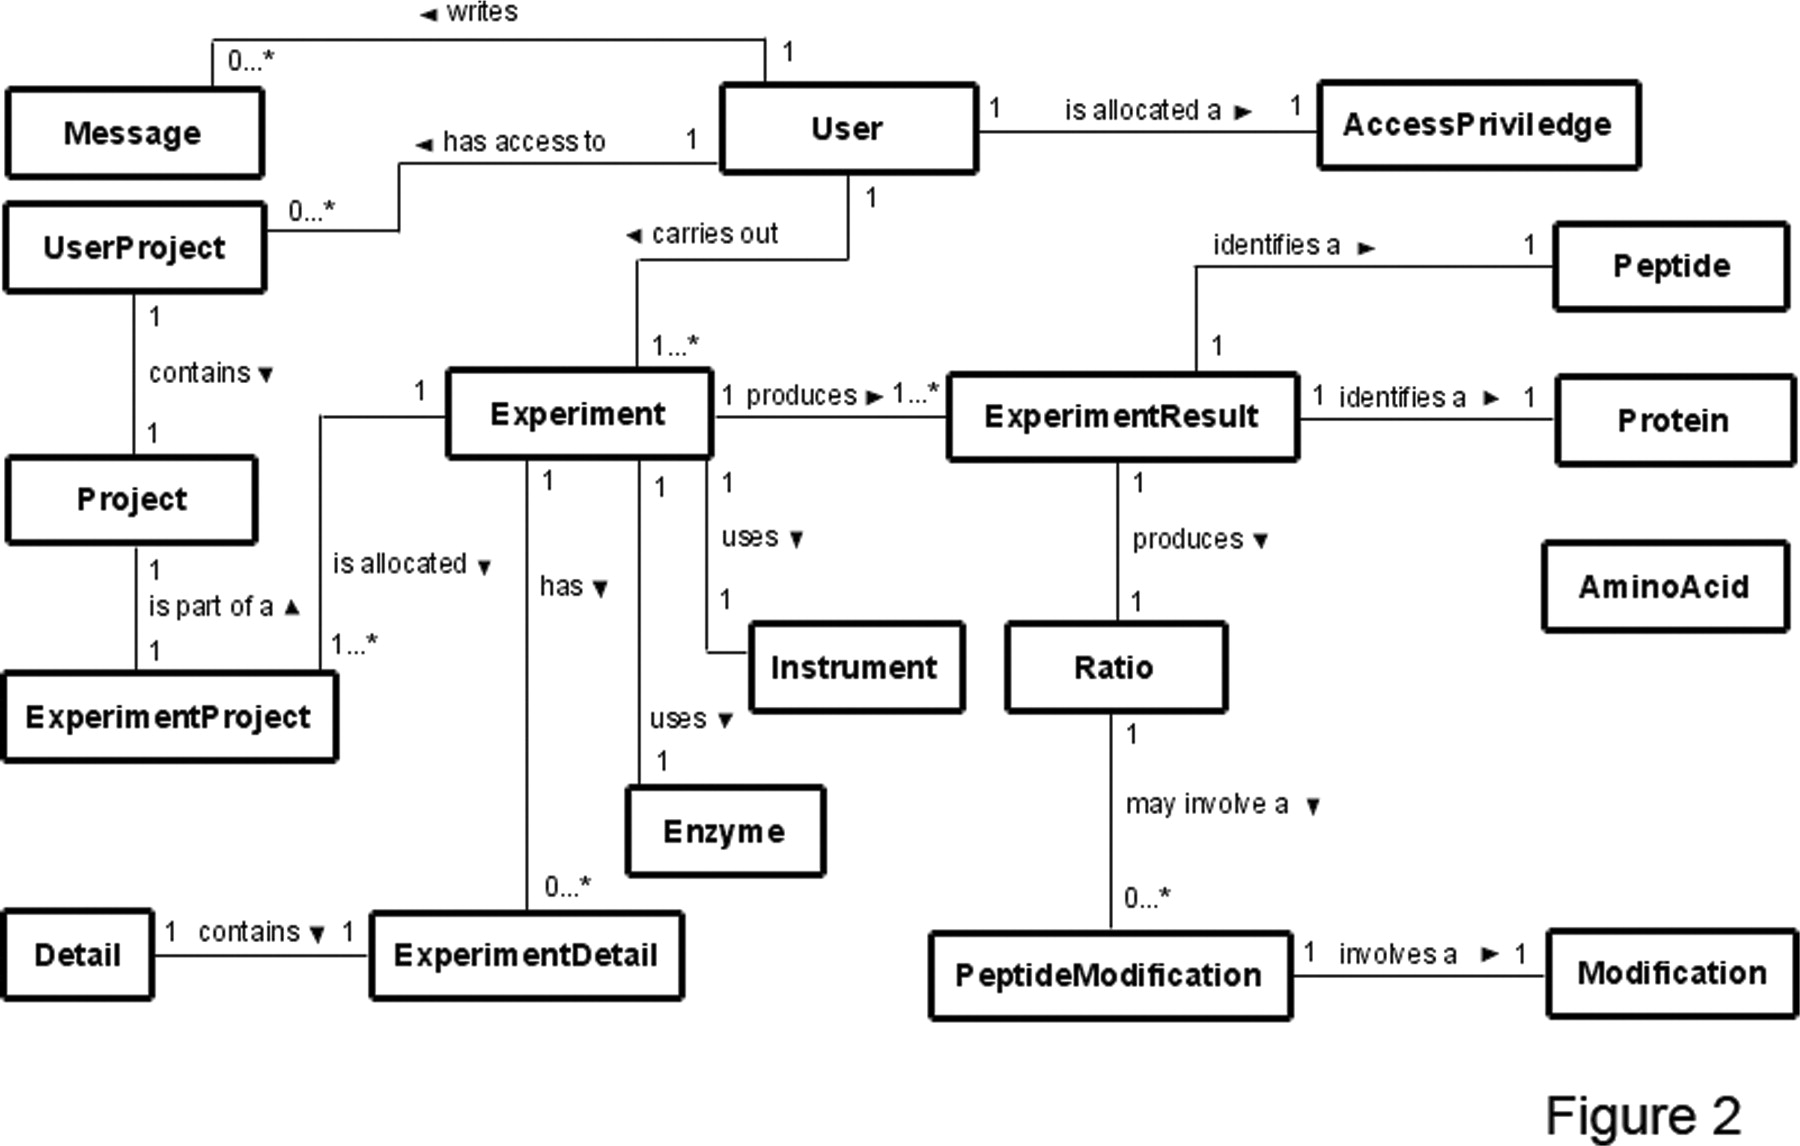 ◄ writes
0...*
1
Message
User
1 is allocated a ► 1
AccessPriviledge
◄ has access to 1
0...*
UserProject
1
◄ carries out
identifies a ► 1
Peptide
1
contains ▼
1
1...*
1
1
Experiment
1 produces ► 1...*
ExperimentResult
1 identifies a ► 1
Protein
Project
1
is part of a ▲
1
is allocated ▼
1...*
1
has ▼
0...*
1
uses ▼
1
1
uses ▼
1
1
produces ▼
1
AminoAcid
Instrument
Ratio
ExperimentProject
Enzyme
1
may involve a ▼
0...*
Detail
1 contains ▼ 1
ExperimentDetail
PeptideModification
1 involves a ► 1
Modification
Figure 2